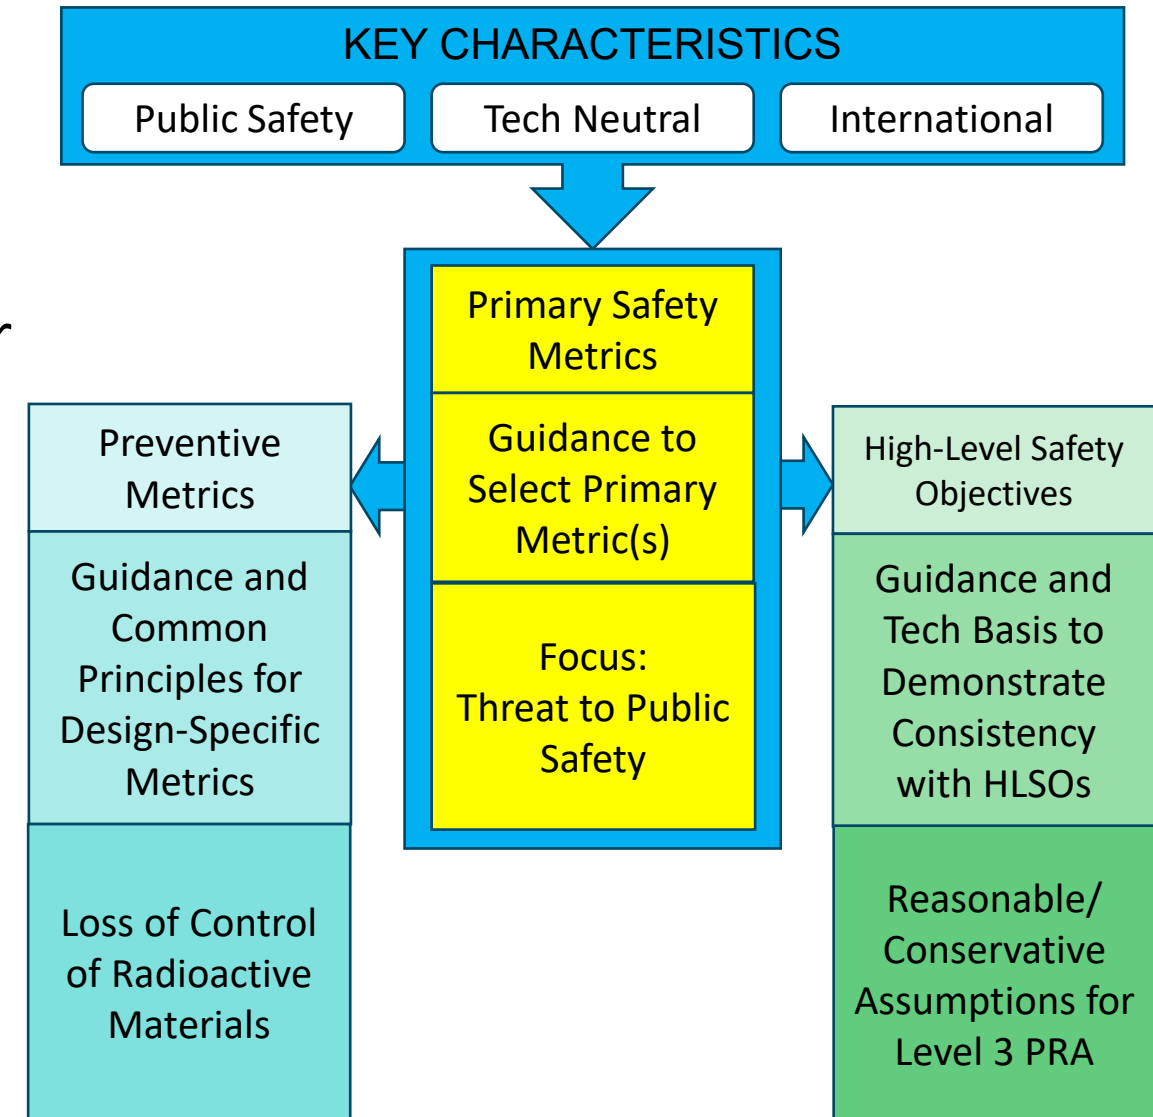 KEY CHARACTERISTICS
Public Safety
Tech Neutral
International
r
Primary Safety
Metrics
Guidance to
Select Primary
Metric(s)
Focus:
Threat to Public
Safety
Preventive
Metrics
Guidance and
Common
Principles for
Design-Specific
Metrics
Loss of Control
of Radioactive
Materials
High-Level Safety
Objectives
Guidance and
Tech Basis to
Demonstrate
Consistency
with HLSOs
Reasonable/
Conservative
Assumptions for
Level 3 PRA